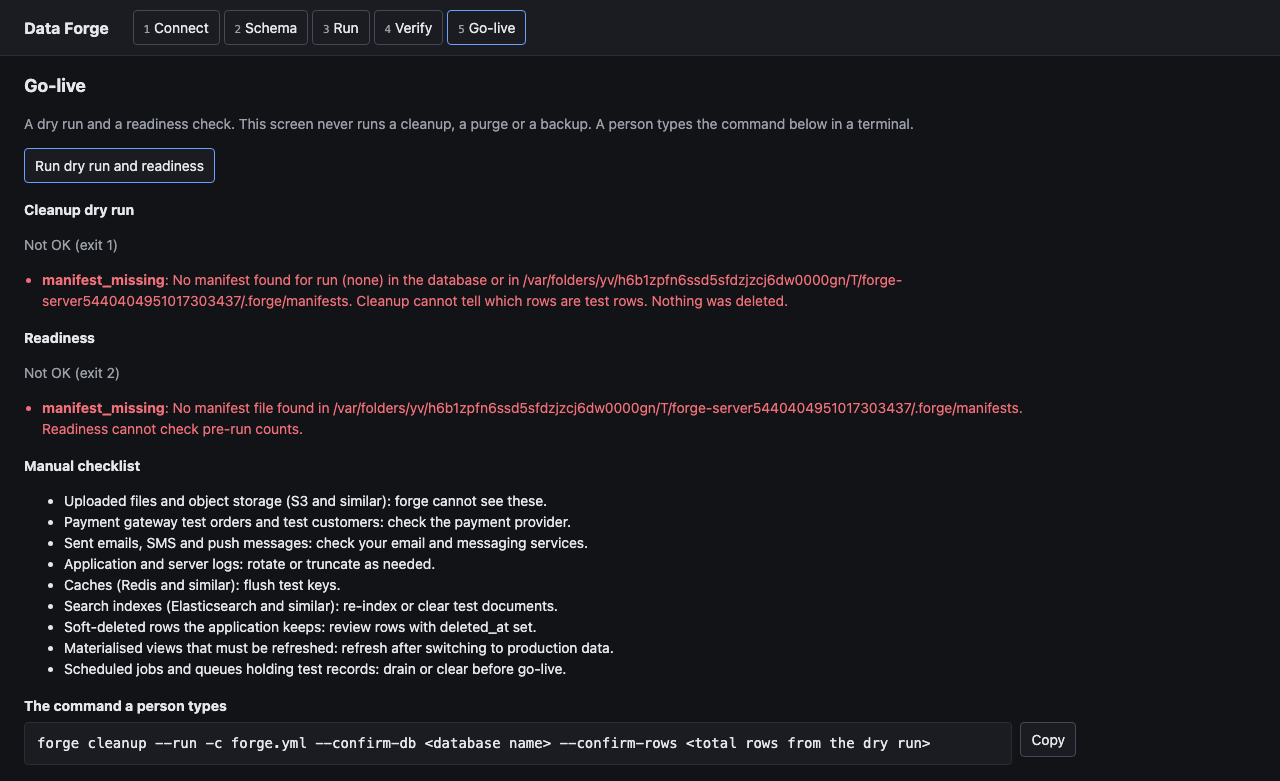 Data Forge
1 Connect
2 Schema
3 Run
4 Verify
5 Go-live
Go-live
A dry run and a readiness check. This screen never runs a cleanup, a purge or a backup. A person types the command below in a terminal.
Run dry run and readiness
Cleanup dry run
Not OK (exit 1)
• manifest_missing: No manifest found for run (none) in the database or in /var/folders/yv/h6b1zpfn6ssd5sfdzjzcj6dw0000gn/T/forge-
server5440404951017303437/.forge/manifests. Cleanup cannot tell which rows are test rows. Nothing was deleted.
Readiness
Not OK (exit 2)
• manifest_missing: No manifest file found in /var/folders/yv/h6b1zpfn6ssd5sfdzjzcj6dw0000gn/T/forge-server5440404951017303437/.forge/manifests.
Readiness cannot check pre-run counts.
Manual checklist
• Uploaded files and object storage (S3 and similar): forge cannot see these.
• Payment gateway test orders and test customers: check the payment provider.
• Sent emails, SMS and push messages: check your email and messaging services.
• Application and server logs: rotate or truncate as needed.
• Caches (Redis and similar): flush test keys.
• Search indexes (Elasticsearch and similar): re-index or clear test documents.
• Soft-deleted rows the application keeps: review rows with deleted_at set.
• Materialised views that must be refreshed: refresh after switching to production data.
• Scheduled jobs and queues holding test records: drain or clear before go-live.
The command a person types
forge cleanup --run -c forge.yml --confirm-db <database name> --confirm-rows <total rows from the dry run>
Copy